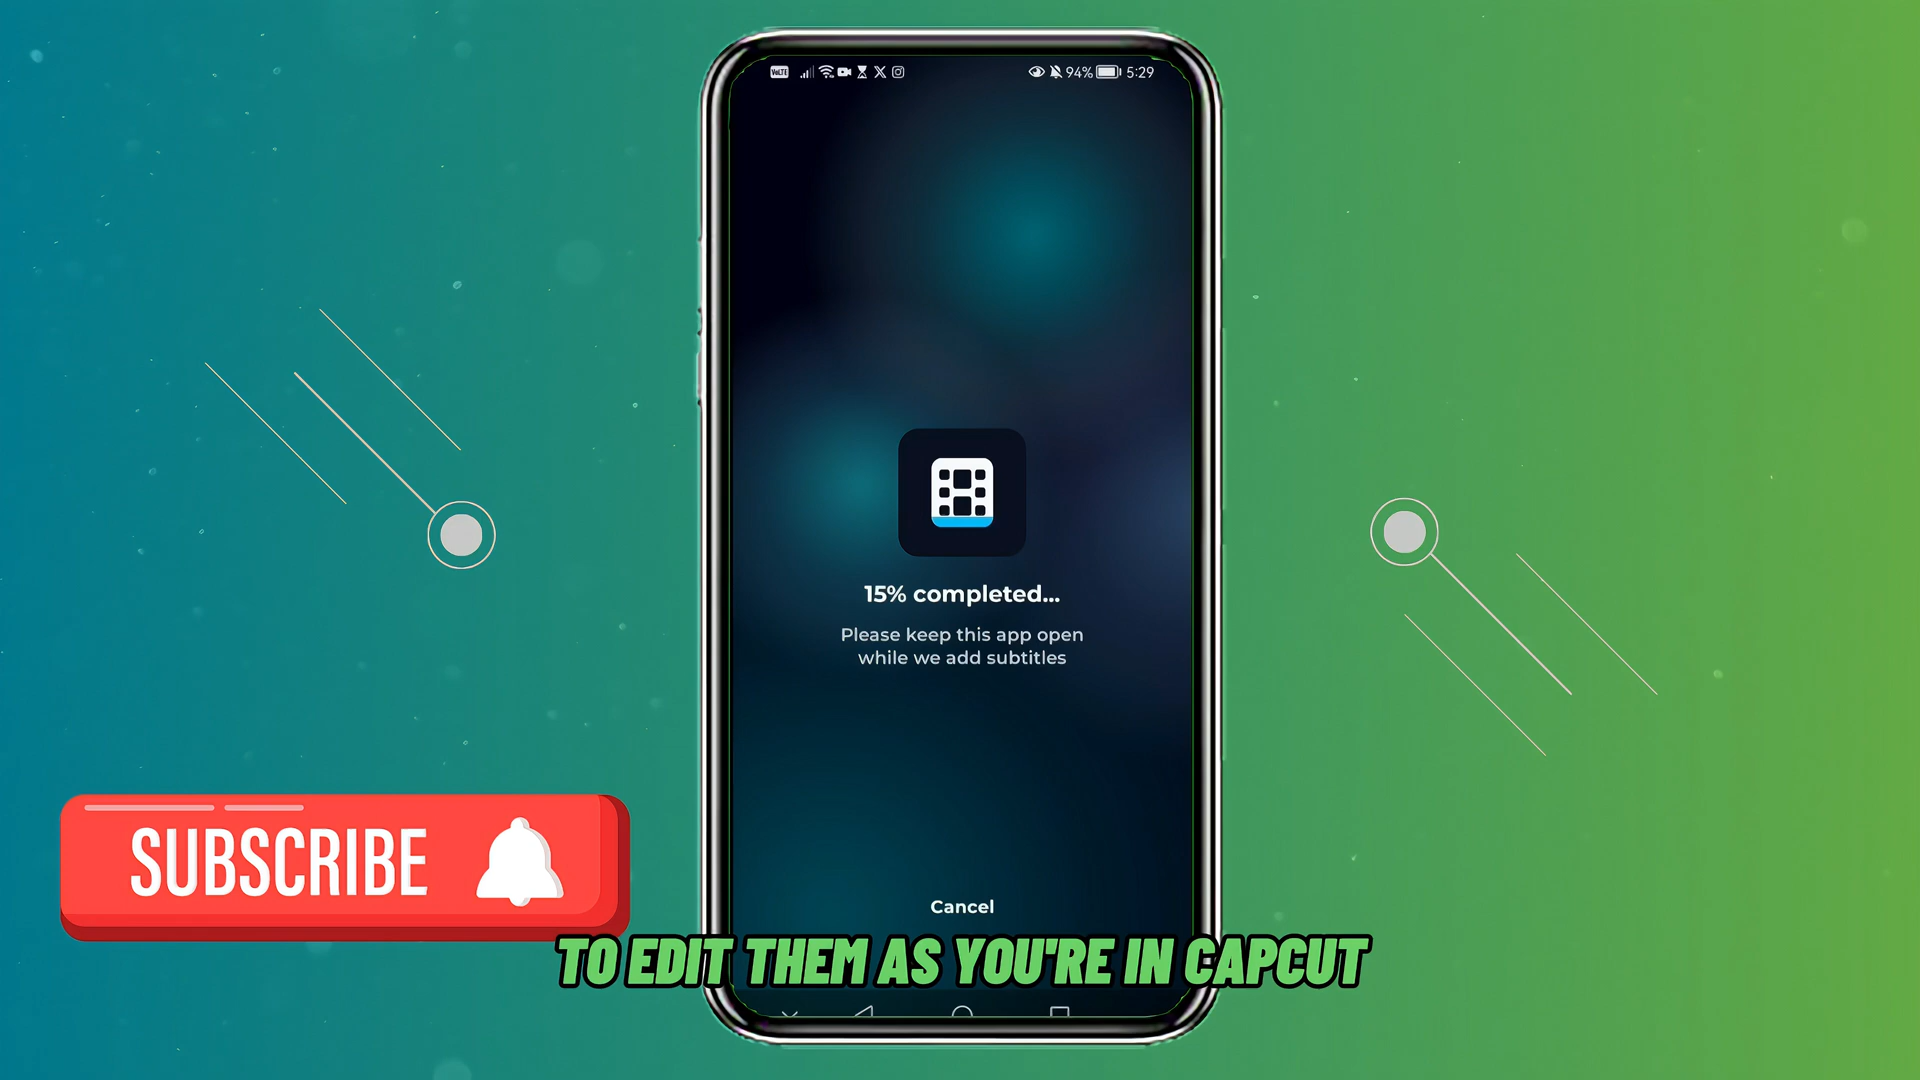 VoLTE 94% 5:29
15% completed...
Please keep this app open
while we add subtitles
Cancel
SUBSCRIBE
TO EDIT THEM AS YOU'RE IN CAPCUT